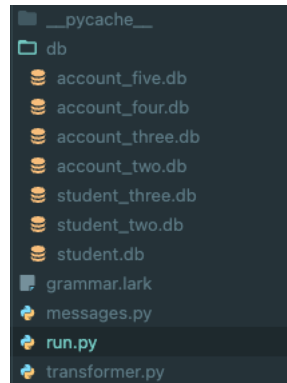 __pycache__
db
account_five.db
account_four.db
account_three.db
account_two.db
student_three.db
student_two.db
student.db
grammar.lark
messages.py
run.py
transformer.py